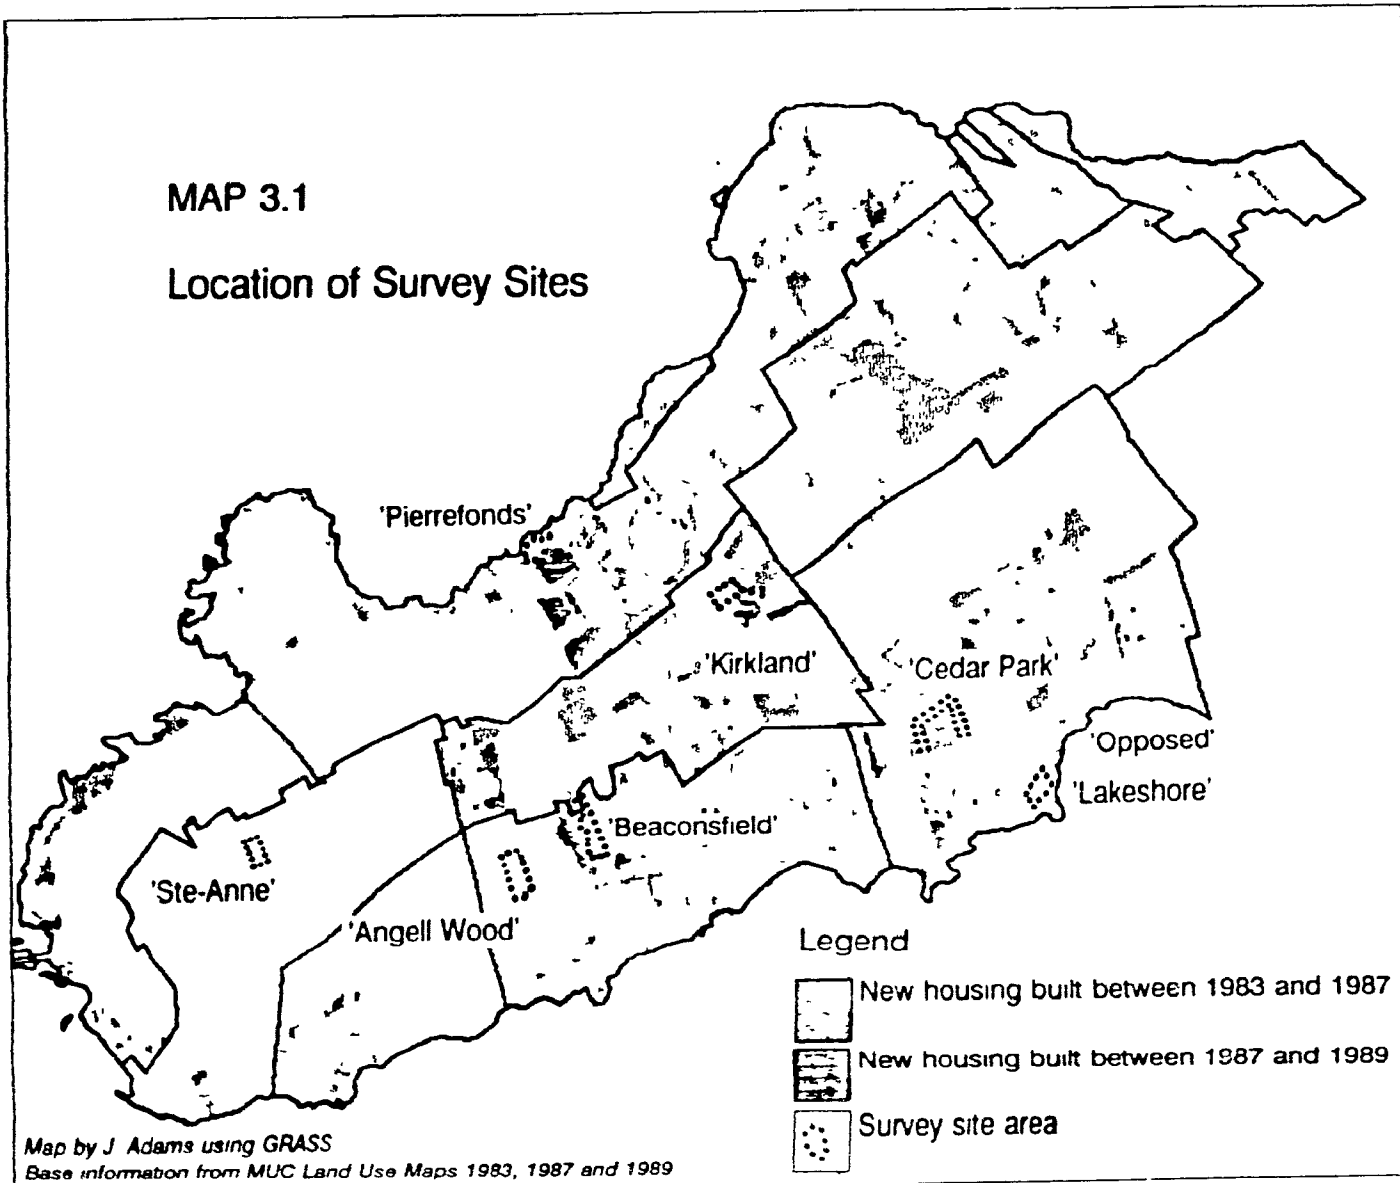 MAP 3.1
Location of Survey Sites
'Pierrefonds'
'Kirkland'
'Cedar Park'
'Opposed'
'Lakeshore'
'Beaconsfield'
'Ste-Anne'
'Angell Wood'
Legend
New housing built between 1983 and 1987
New housing built between 1987 and 1989
Survey site area
Map by J Adams using GRASS
Base information from MUC Land Use Maps 1983, 1987 and 1989